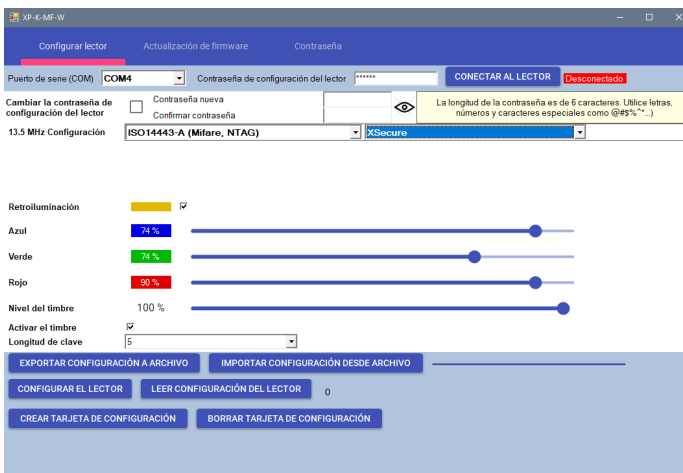 XP-K-MF-W
Configurar lector Actualización de firmware Contraseña
Puerto de serie (COM) COM4 Contraseña de configuración del lector ****** CONECTAR AL LECTOR Desconectado
Cambiar la contraseña de configuración del lector
Contraseña nueva
Confirmar contraseña
La longitud de la contraseña es de 6 caracteres. Utilice letras,
números y caracteres especiales como @#$%^*...)
13.5 MHz Configuración ISO14443-A (Mifare, NTAG) XSecure
Retroiluminación
Azul 74 %
Verde 74 %
Rojo 90 %
Nivel del timbre 100 %
Activar el timbre
Longitud de clave 5
EXPORTAR CONFIGURACIÓN A ARCHIVO IMPORTAR CONFIGURACIÓN DESDE ARCHIVO
CONFIGURAR EL LECTOR LEER CONFIGURACIÓN DEL LECTOR 0
CREAR TARJETA DE CONFIGURACIÓN BORRAR TARJETA DE CONFIGURACIÓN